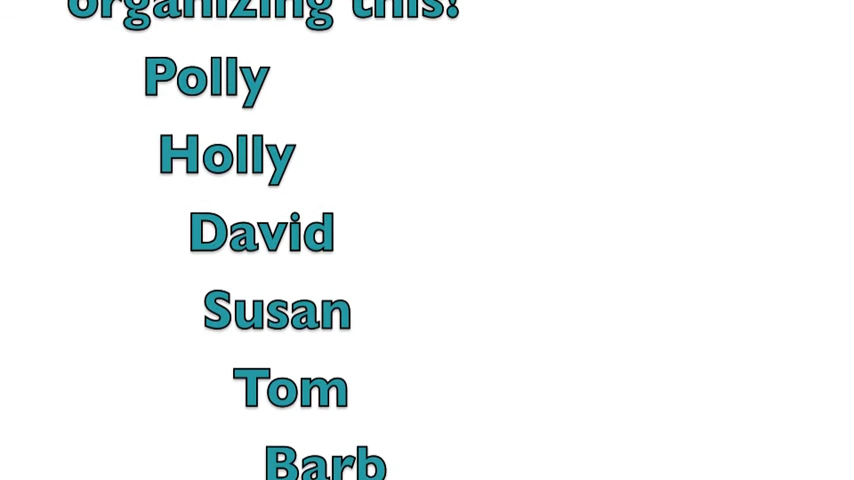 organizing this!
Polly
Holly
David
Susan
Tom
Barb